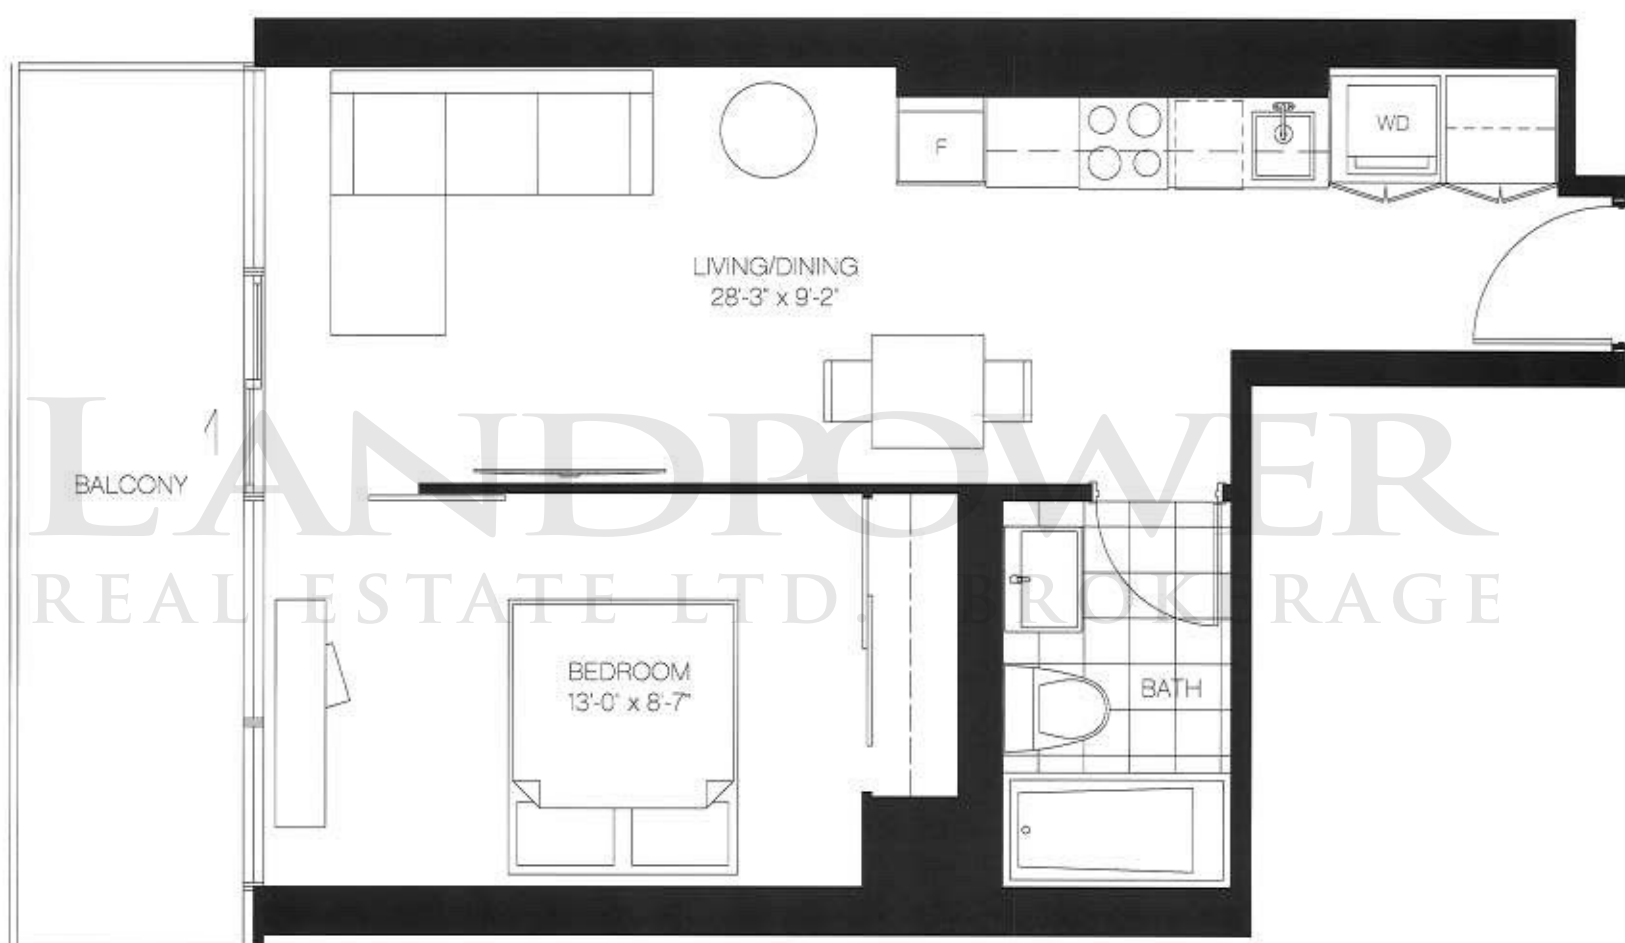 F
WD
LIVING/DINING
28'-3" x 9'-2"
BALCONY
LANDPOWER
REAL ESTATE LTD. BROKERAGE
BEDROOM
13'-0" x 8'-7"
BATH